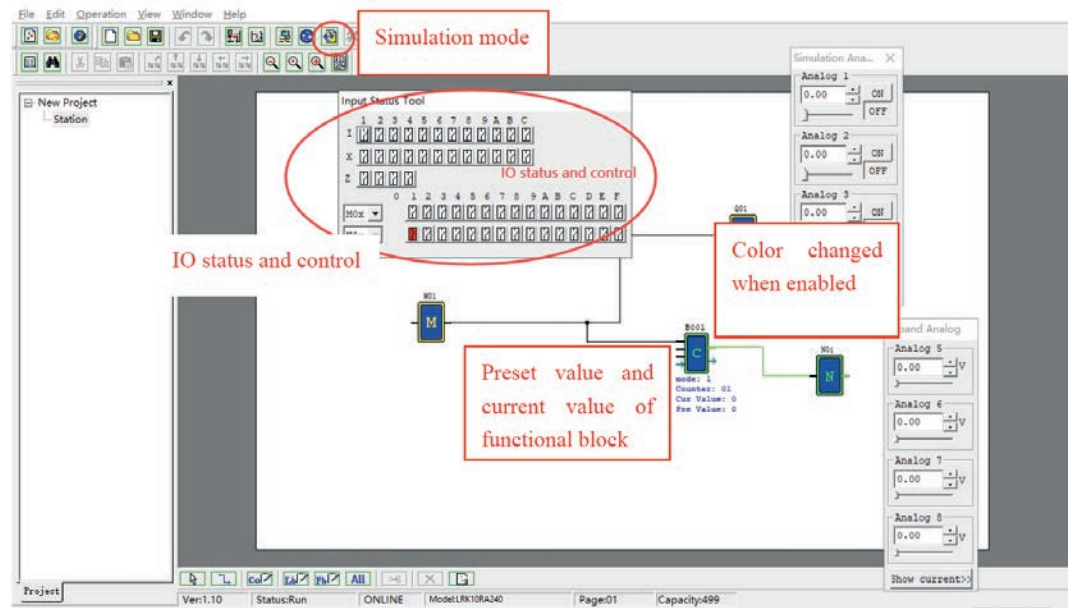 File Edit Operation View Window Help
Simulation mode
New Project
Station
Input Status Tool
1 2 3 4 5 6 7 8 9 A B C
I
X
Z
IO status and control
0 1 2 3 4 5 6 7 8 9 A B C D E F
M0x
IO status and control
Simulation Ana...
Analog 1
0.00 ON
OFF
Analog 2
0.00 ON
OFF
Analog 3
0.00 ON
Q01
Color changed
when enabled
M01
M
Preset value and
current value of
functional block
B001
C
mode: 1
Counter: 01
Cur Value: 0
Pre Value: 0
N01
N
pand Analog
Analog 5
0.00 V
Analog 6
0.00 V
Analog 7
0.00 V
Analog 8
0.00 V
Show current>>
Co Lb Fb All
Project
Ver:1.10 Status:Run ONLINE Model:LRK10RA240 Page:01 Capacity:499